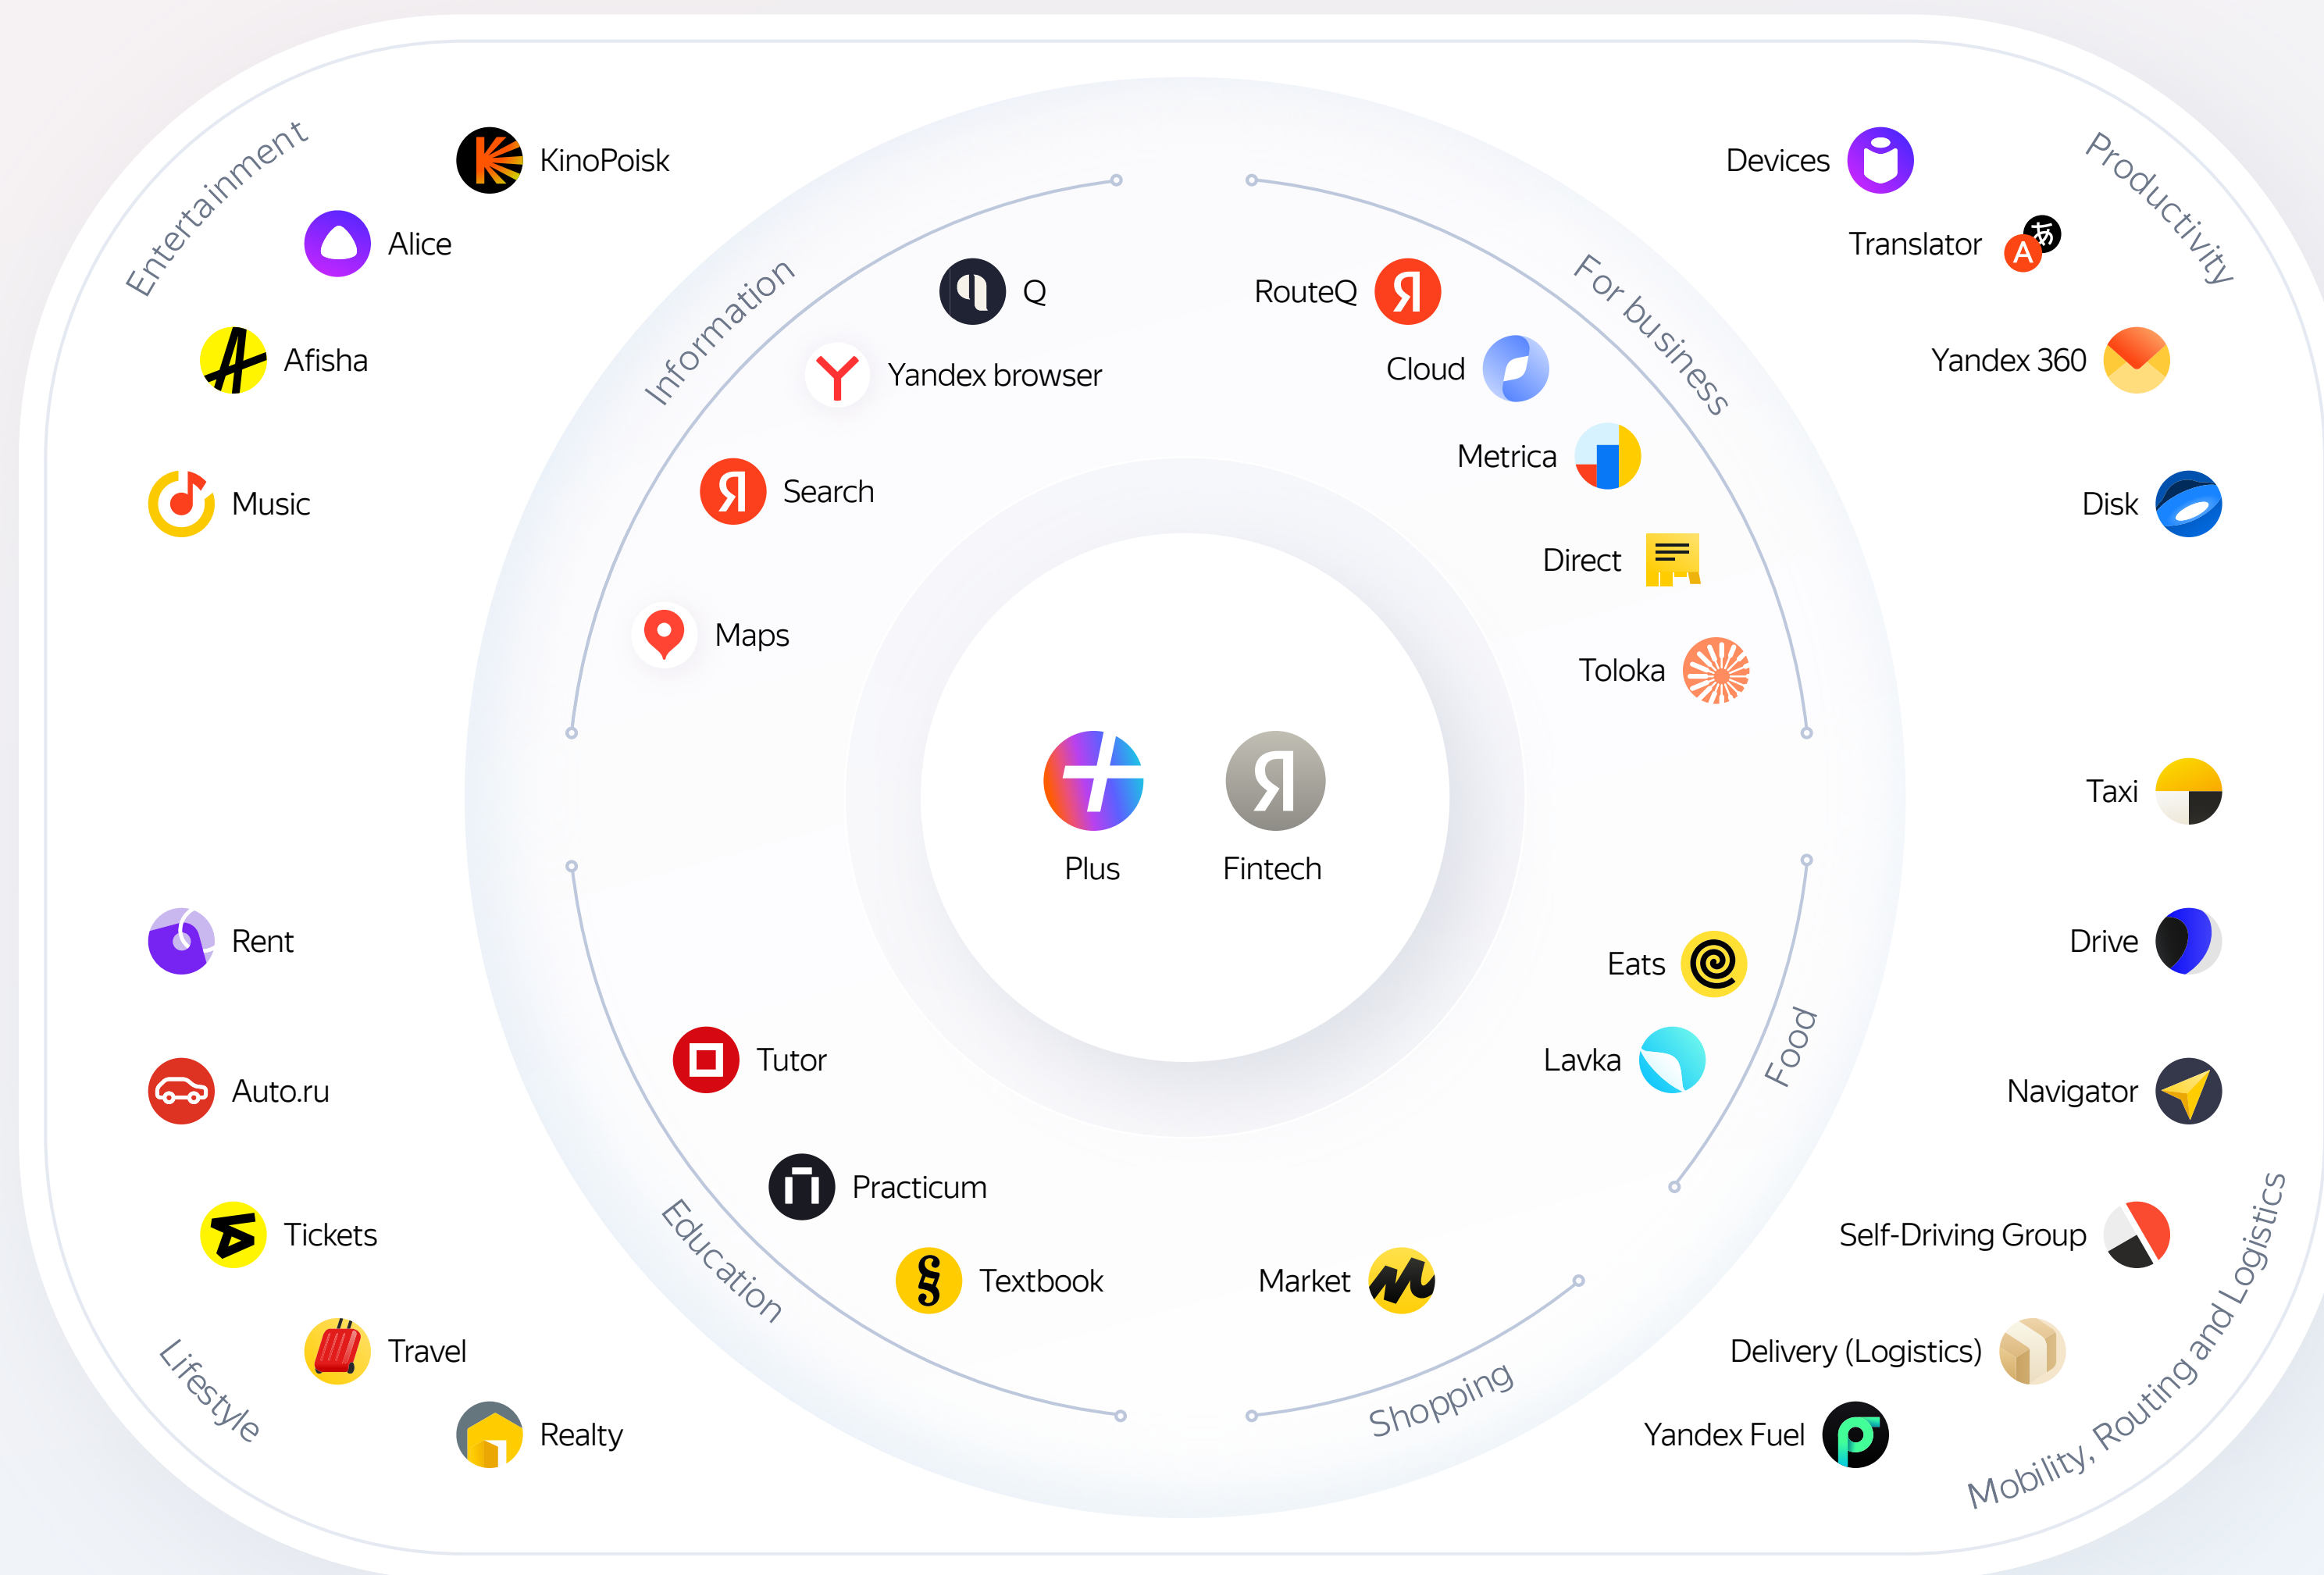 Entertainment
KinoPoisk
Alice
Afisha
Music
Information
Q
Yandex browser
Search
Maps
For business
RouteQ
Cloud
Metrica
Direct
Toloka
Productivity
Devices
Translator
A あ
Yandex 360
Disk
Я
Plus
Fintech
Lifestyle
Rent
Auto.ru
Tickets
Travel
Realty
Education
Tutor
Practicum
Textbook
Shopping
Market
Food
Eats
Lavka
Mobility, Routing and Logistics
Taxi
Drive
Navigator
Self-Driving Group
Delivery (Logistics)
Yandex Fuel